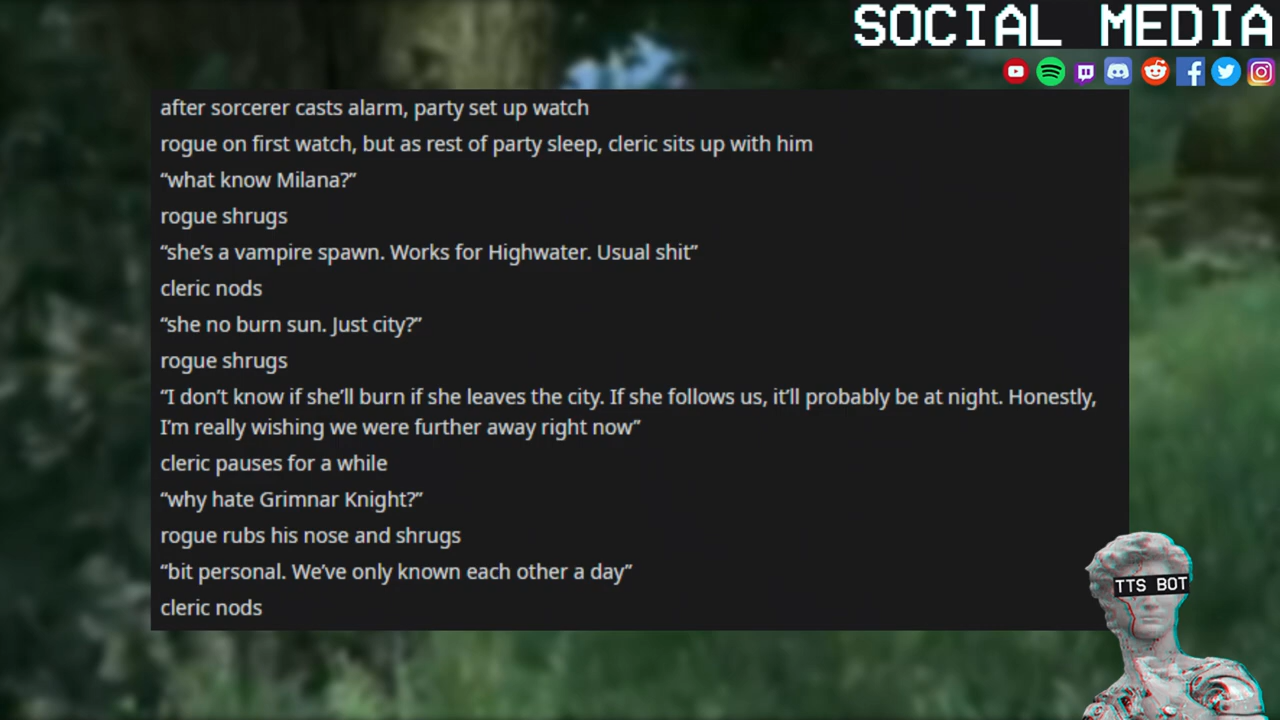 SOCIAL MEDIA
after sorcerer casts alarm, party set up watch
rogue on first watch, but as rest of party sleep, cleric sits up with him
“what know Milana?”
rogue shrugs
“she’s a vampire spawn. Works for Highwater. Usual shit”
cleric nods
“she no burn sun. Just city?”
rogue shrugs
“I don’t know if she’ll burn if she leaves the city. If she follows us, it’ll probably be at night. Honestly,
I’m really wishing we were further away right now”
cleric pauses for a while
“why hate Grimnar Knight?”
rogue rubs his nose and shrugs
“bit personal. We’ve only known each other a day”
cleric nods
TTS BOT